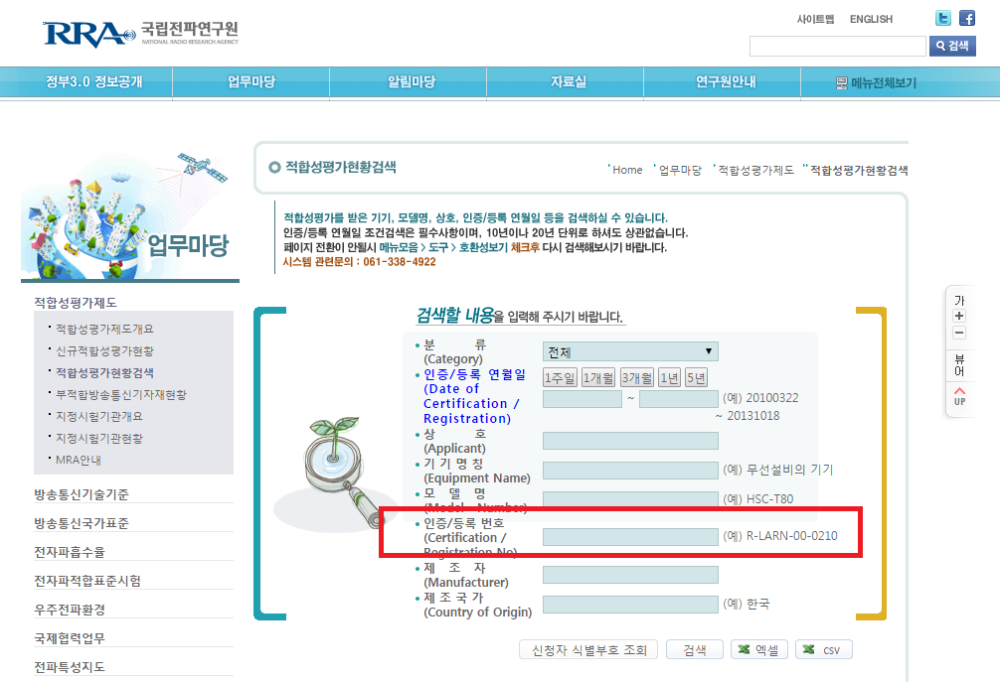 RRA 국립전파연구원
NATIONAL RADIO RESEARCH AGENCY
사이트맵 ENGLISH
검색
정부3.0 정보공개 업무마당 알림마당 자료실 연구원안내 메뉴전체보기
업무마당
적합성평가제도
적합성평가제도개요
신규적합성평가현황
적합성평가현황검색
부적합방송통신기자재현황
지정시험기관개요
지정시험기관현황
MRA안내
방송통신기술기준
방송통신국가표준
전자파흡수율
전자파적합표준시험
우주전파환경
국제협력업무
전파특성지도
적합성평가현황검색
Home 업무마당 적합성평가제도 적합성평가현황검색
적합성평가를 받은 기기, 모델명, 상호, 인증/등록 연월일 등을 검색하실 수 있습니다.
인증/등록 연월일 조건검색은 필수사항이며, 10년이나 20년 단위로 하셔도 상관없습니다.
페이지 전환이 안될시 메뉴모음 > 도구 > 호환성보기 체크후 다시 검색해보시기 바랍니다.
시스템 관련문의 : 061-338-4922
검색할 내용을 입력해 주시기 바랍니다.
분 류
(Category)
전체
인증/등록 연월일
(Date of
Certification /
Registration)
1주일 1개월 3개월 1년 5년
~ (예) 20100322
~ 20131018
상 호
(Applicant)
기 기 명 칭
(Equipment Name)
(예) 무선설비의 기기
모 델 명
(Model Number)
(예) HSC-T80
인증/등록 번호
(Certification /
Registration No)
(예) R-LARN-00-0210
제 조 자
(Manufacturer)
제 조 국 가
(Country of Origin)
(예) 한국
신청자 식별부호 조회 검색 엑셀 csv
가
+
−
뷰
어
UP